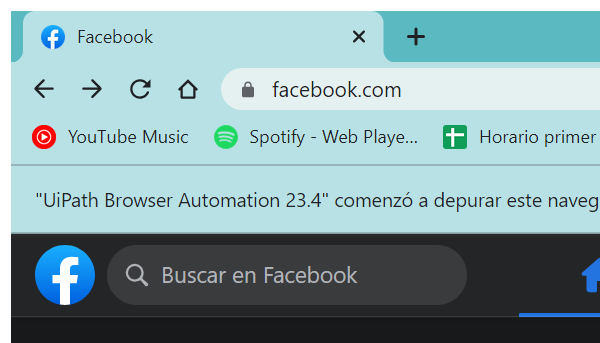 Facebook
facebook.com
YouTube Music Spotify - Web Playe... Horario primer
"UiPath Browser Automation 23.4" comenzó a depurar este naveg
Buscar en Facebook